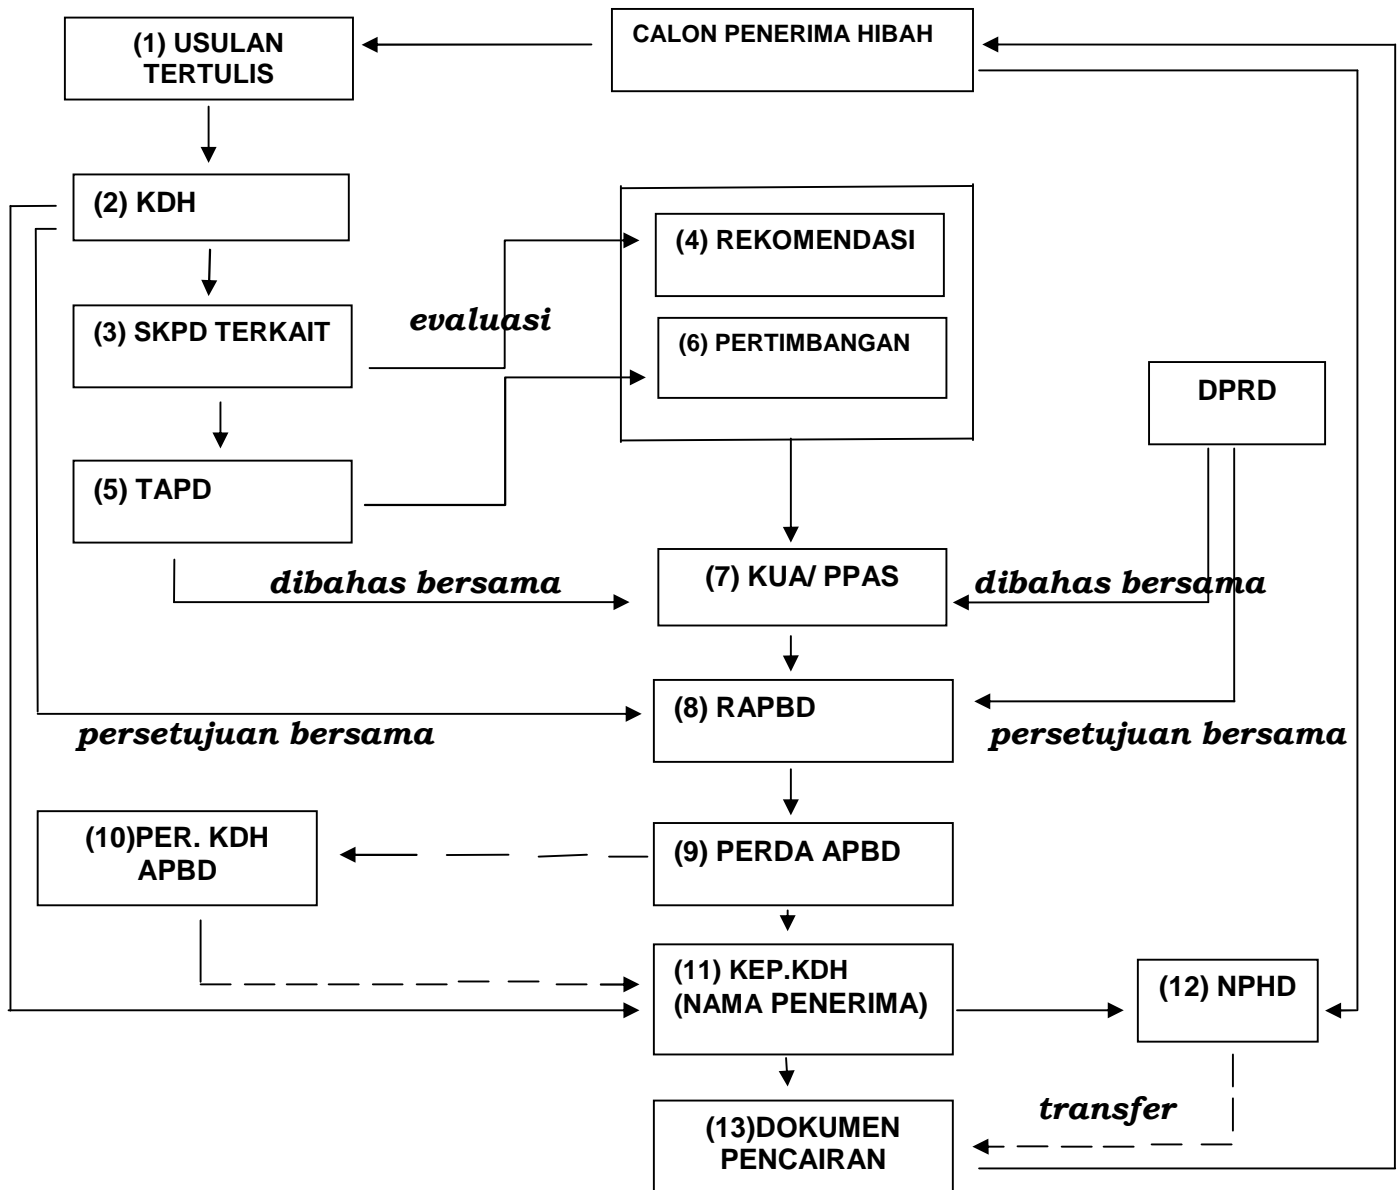 (1) USULAN
TERTULIS
CALON PENERIMA HIBAH
(2) KDH
(4) REKOMENDASI
(3) SKPD TERKAIT
evaluasi
(6) PERTIMBANGAN
DPRD
(5) TAPD
(7) KUA/ PPAS
dibahas bersama
dibahas bersama
(8) RAPBD
persetujuan bersama
persetujuan bersama
(10)PER. KDH
APBD
(9) PERDA APBD
(11) KEP.KDH
(NAMA PENERIMA)
(12) NPHD
transfer
(13)DOKUMEN
PENCAIRAN